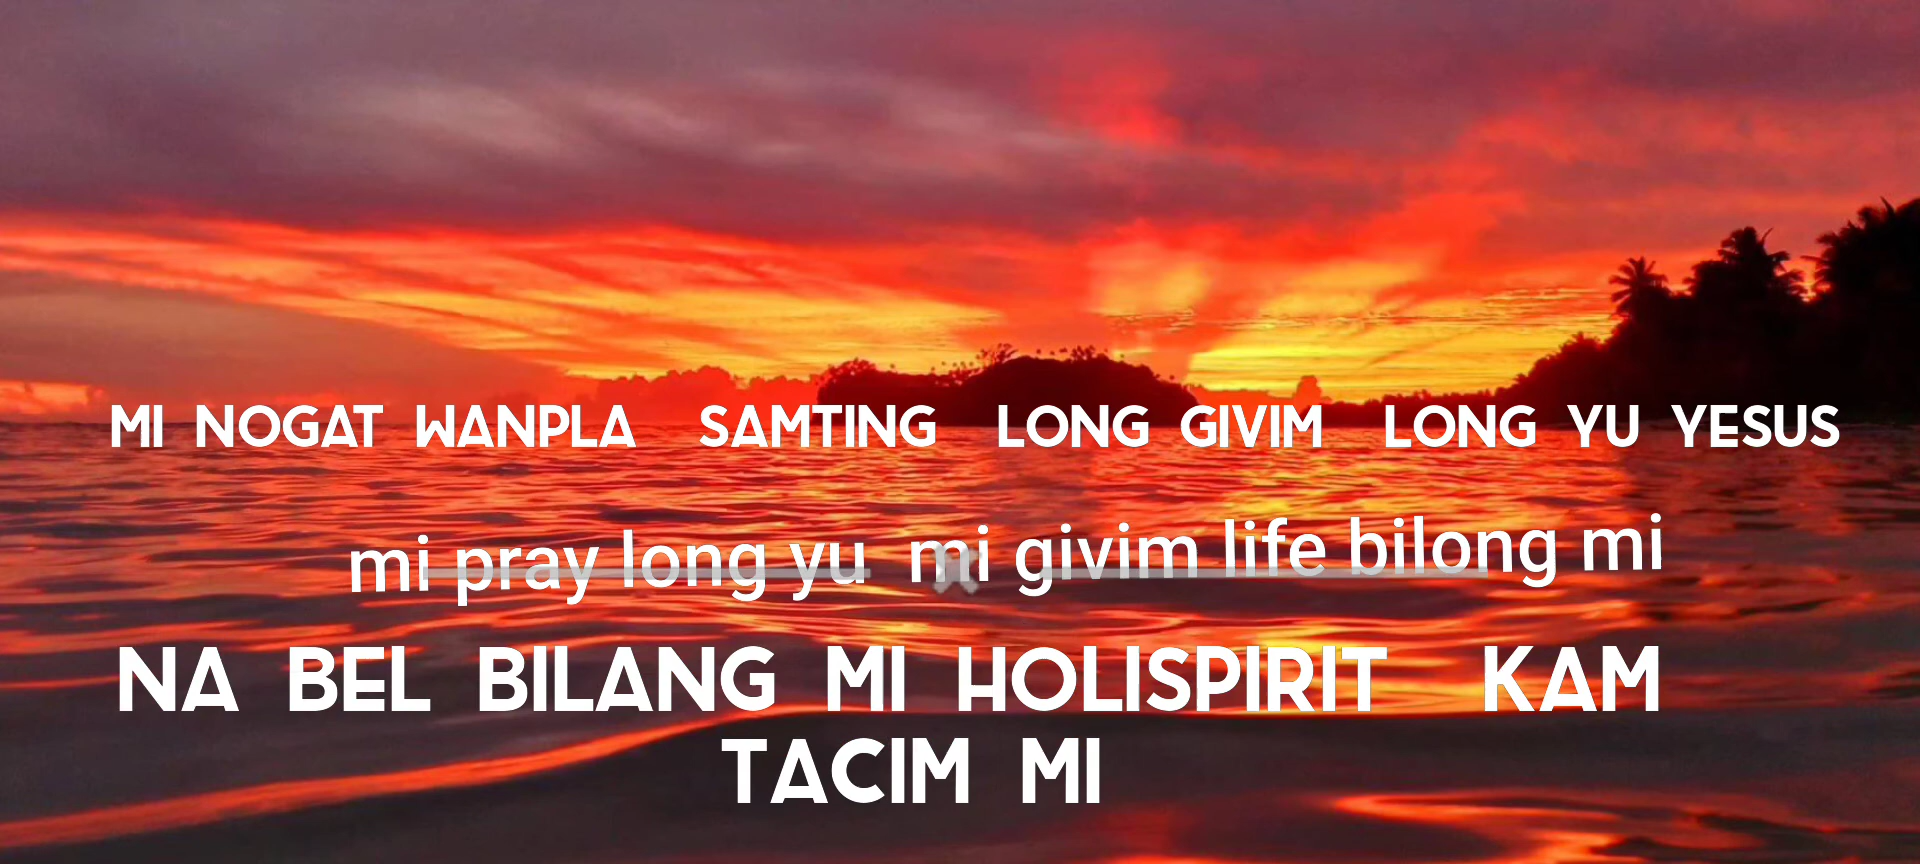 MI NOGAT WANPLA SAMTING LONG GIVIM LONG YU YESUS
mi pray long yu mi givim life bilong mi
NA BEL BILANG MI HOLISPIRIT KAM
TACIM MI